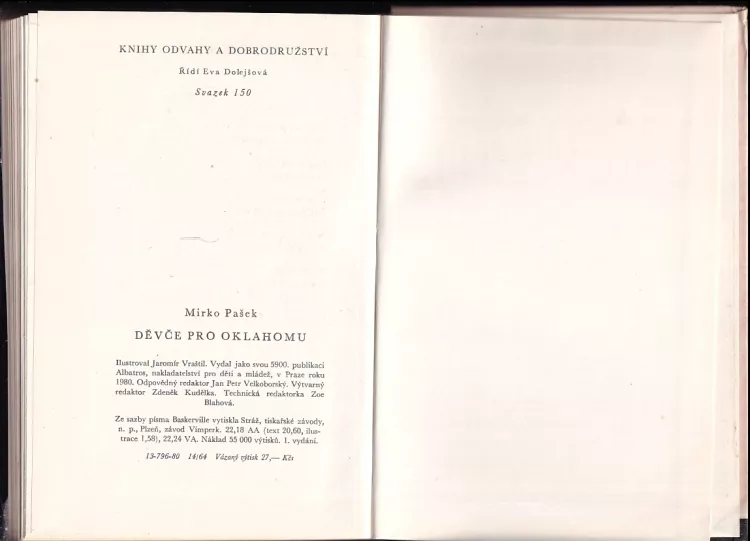 KNIHY ODVAHY A DOBRODRUŽSTVÍ
Řídí Eva Dolejšová
Svazek 150
Mirko Pašek
DĚVČE PRO OKLAHOMU
Ilustroval Jaromír Vraštil. Vydal jako svou 5900. publikaci
Albatros, nakladatelství pro děti a mládež, v Praze roku
1980. Odpovědný redaktor Jan Petr Velkoborský. Výtvarný
redaktor Zdeněk Kudělka. Technická redaktorka Zoe
Blahová.
Ze sazby písma Baskerville vytiskla Stráž, tiskařské závody,
n. p., Plzeň, závod Vimperk. 22,18 AA (text 20,60, ilus-
trace 1,58), 22,24 VA. Náklad 55 000 výtisků. 1. vydání.
13-796-80 14/64 Vázaný výtisk 27,— Kčs